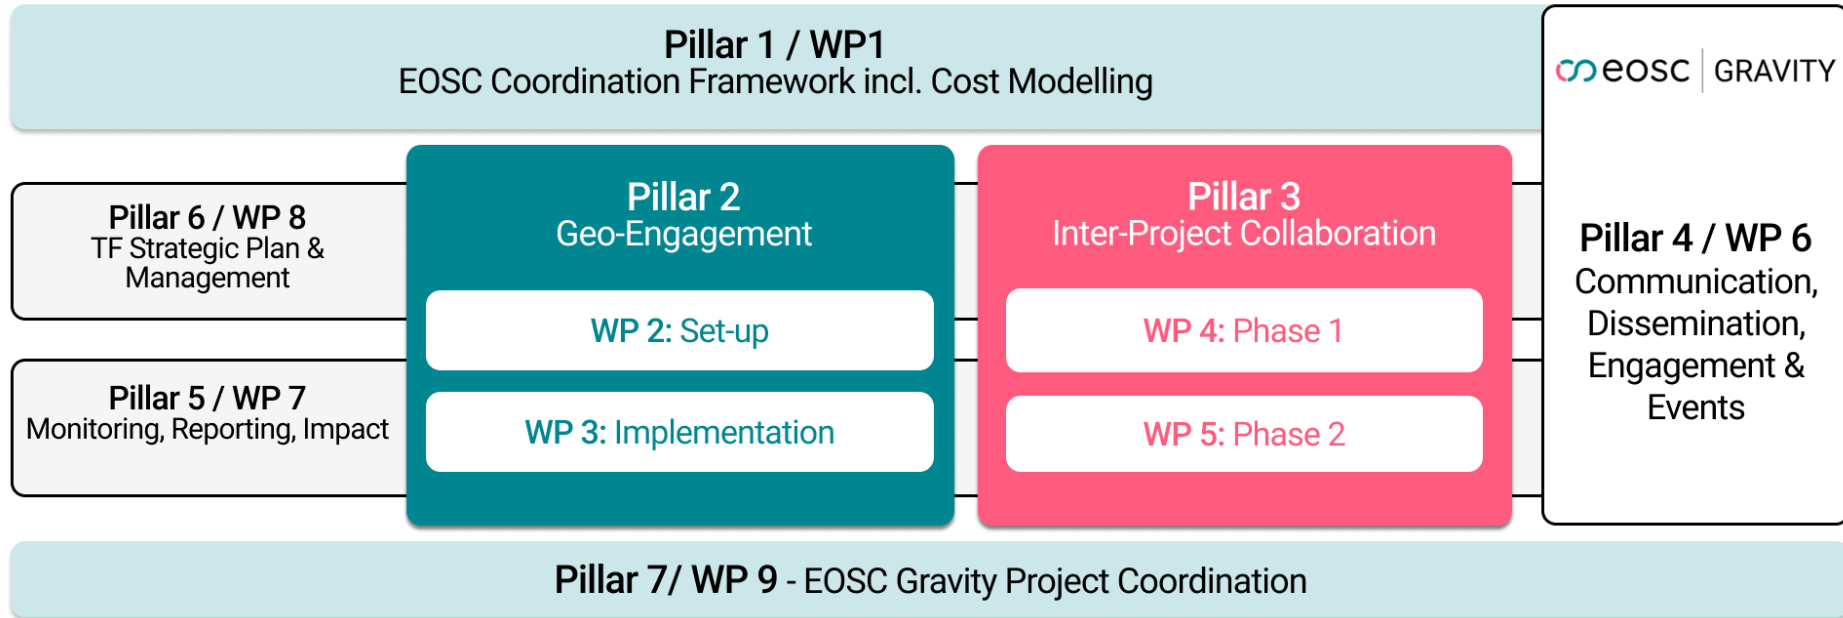 Pillar 1 / WP1
EOSC Coordination Framework incl. Cost Modelling
eosc | GRAVITY
Pillar 6 / WP 8
TF Strategic Plan &
Management
Pillar 5 / WP 7
Monitoring, Reporting, Impact
Pillar 2
Geo-Engagement
WP 2: Set-up
WP 3: Implementation
Pillar 3
Inter-Project Collaboration
WP 4: Phase 1
WP 5: Phase 2
Pillar 4 / WP 6
Communication,
Dissemination,
Engagement &
Events
Pillar 7/ WP 9 - EOSC Gravity Project Coordination